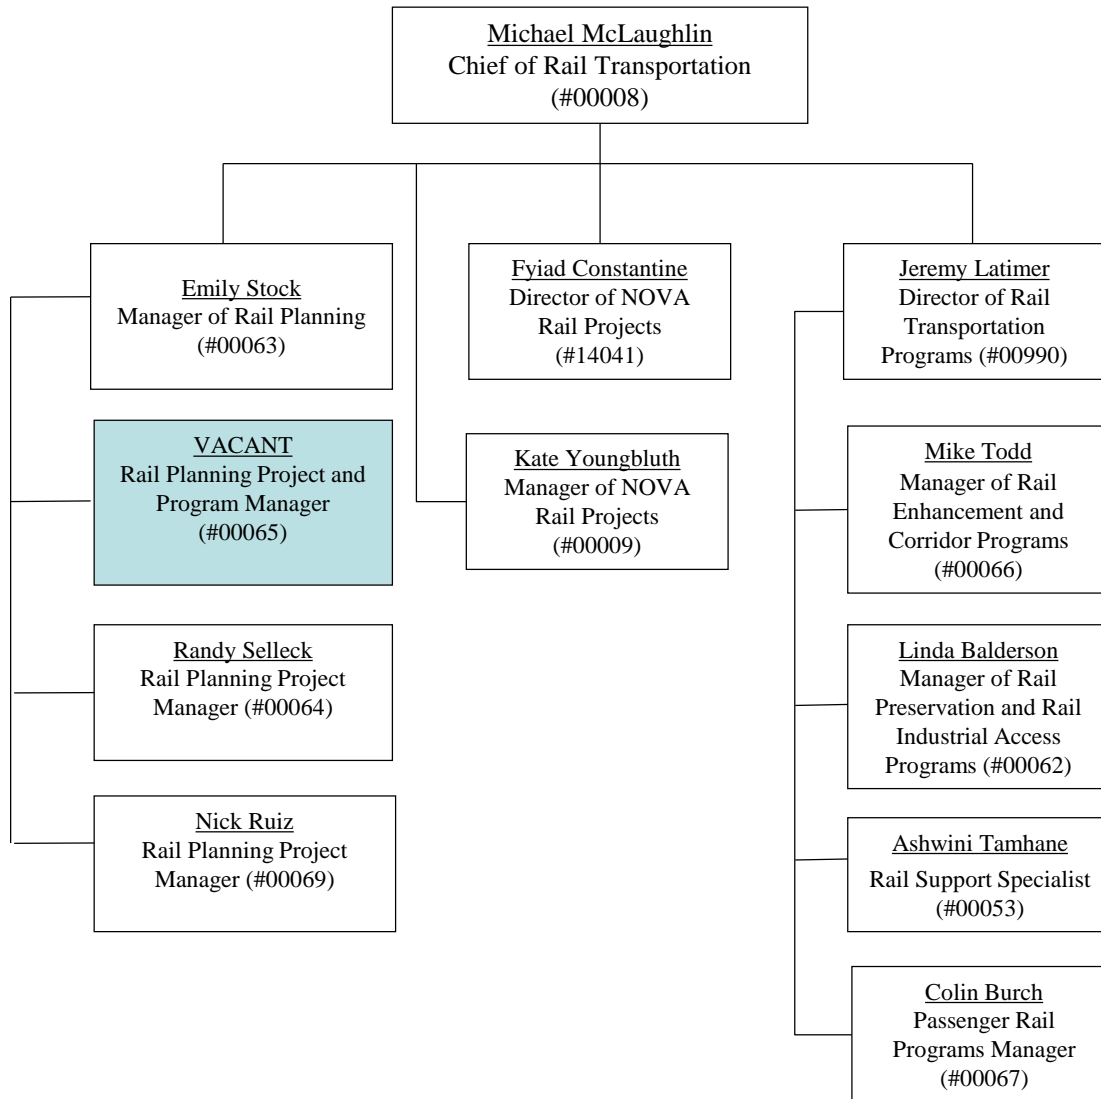 Michael McLaughlin
Chief of Rail Transportation
(#00008)
Emily Stock
Manager of Rail Planning
(#00063)
Fyiad Constantine
Director of NOVA
Rail Projects
(#14041)
Jeremy Latimer
Director of Rail
Transportation
Programs (#00990)
VACANT
Rail Planning Project and
Program Manager
(#00065)
Kate Youngbluth
Manager of NOVA
Rail Projects
(#00009)
Mike Todd
Manager of Rail
Enhancement and
Corridor Programs
(#00066)
Randy Selleck
Rail Planning Project
Manager (#00064)
Linda Balderson
Manager of Rail
Preservation and Rail
Industrial Access
Programs (#00062)
Nick Ruiz
Rail Planning Project
Manager (#00069)
Ashwini Tamhane
Rail Support Specialist
(#00053)
Colin Burch
Passenger Rail
Programs Manager
(#00067)